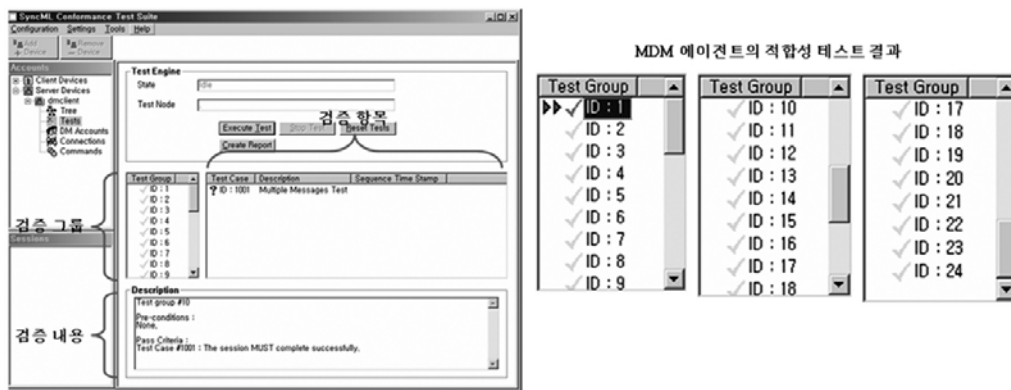 SyncML Conformance Test Suite
Configuration Settings Tools Help
Add Device
Remove Device
Accounts
Client Devices
Server Devices
dmclient
Tree
Tests
DM Accounts
Connections
Commands
Sessions
Test Engine
State Idle
Test Node
검증 항목
Execute Test Stop Test Reset Tests
Create Report
검증 그룹
Test Group
ID : 1
ID : 2
ID : 3
ID : 4
ID : 5
ID : 6
ID : 7
ID : 8
ID : 9
Test Case Description Sequence Time Stamp
? ID : 1001 Multiple Messages Test
검증 내용
Description
Test group #10
Pre-conditions :
None.
Pass Criteria :
Test Case #1001 : The session MUST complete successfully.
MDM 에이전트의 적합성 테스트 결과
Test Group
ID : 1
ID : 2
ID : 3
ID : 4
ID : 5
ID : 6
ID : 7
ID : 8
ID : 9
Test Group
ID : 10
ID : 11
ID : 12
ID : 13
ID : 14
ID : 15
ID : 16
ID : 17
ID : 18
Test Group
ID : 17
ID : 18
ID : 19
ID : 20
ID : 21
ID : 22
ID : 23
ID : 24